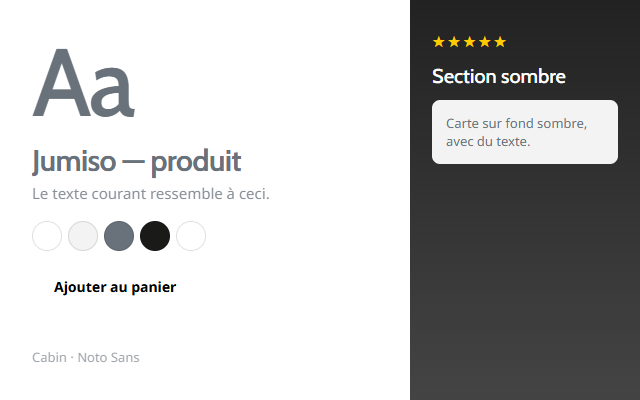 Aa
Jumiso — produit
Le texte courant ressemble à ceci.
Ajouter au panier
Cabin · Noto Sans
★★★★★
Section sombre
Carte sur fond sombre,
avec du texte.